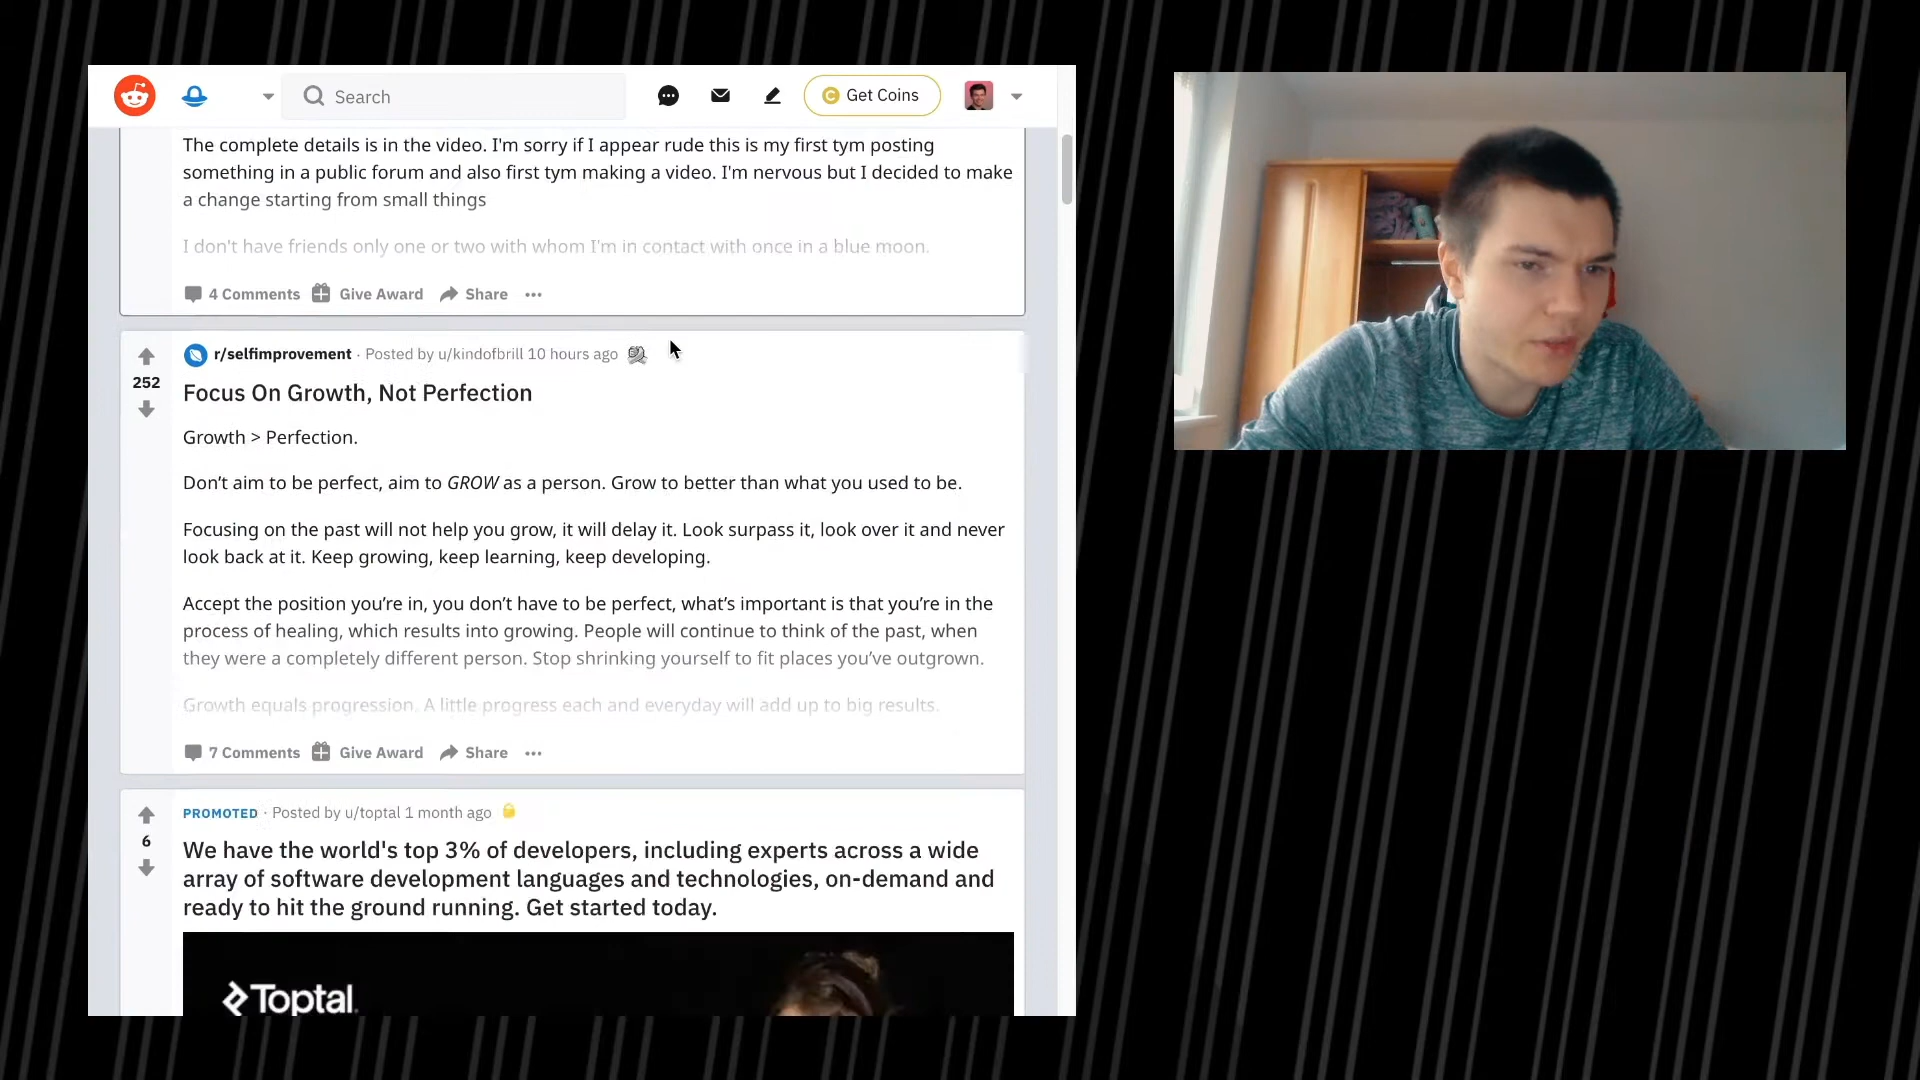 Search
Get Coins
The complete details is in the video. I'm sorry if I appear rude this is my first tym posting
something in a public forum and also first tym making a video. I'm nervous but I decided to make
a change starting from small things
I don't have friends only one or two with whom I'm in contact with once in a blue moon.
4 Comments Give Award Share
r/selfimprovement · Posted by u/kindofbrill 10 hours ago
252
Focus On Growth, Not Perfection
Growth > Perfection.
Don’t aim to be perfect, aim to GROW as a person. Grow to better than what you used to be.
Focusing on the past will not help you grow, it will delay it. Look surpass it, look over it and never
look back at it. Keep growing, keep learning, keep developing.
Accept the position you’re in, you don’t have to be perfect, what’s important is that you’re in the
process of healing, which results into growing. People will continue to think of the past, when
they were a completely different person. Stop shrinking yourself to fit places you’ve outgrown.
Growth equals progression. A little progress each and everyday will add up to big results.
7 Comments Give Award Share
PROMOTED · Posted by u/toptal 1 month ago
6
We have the world's top 3% of developers, including experts across a wide
array of software development languages and technologies, on-demand and
ready to hit the ground running. Get started today.
Toptal.